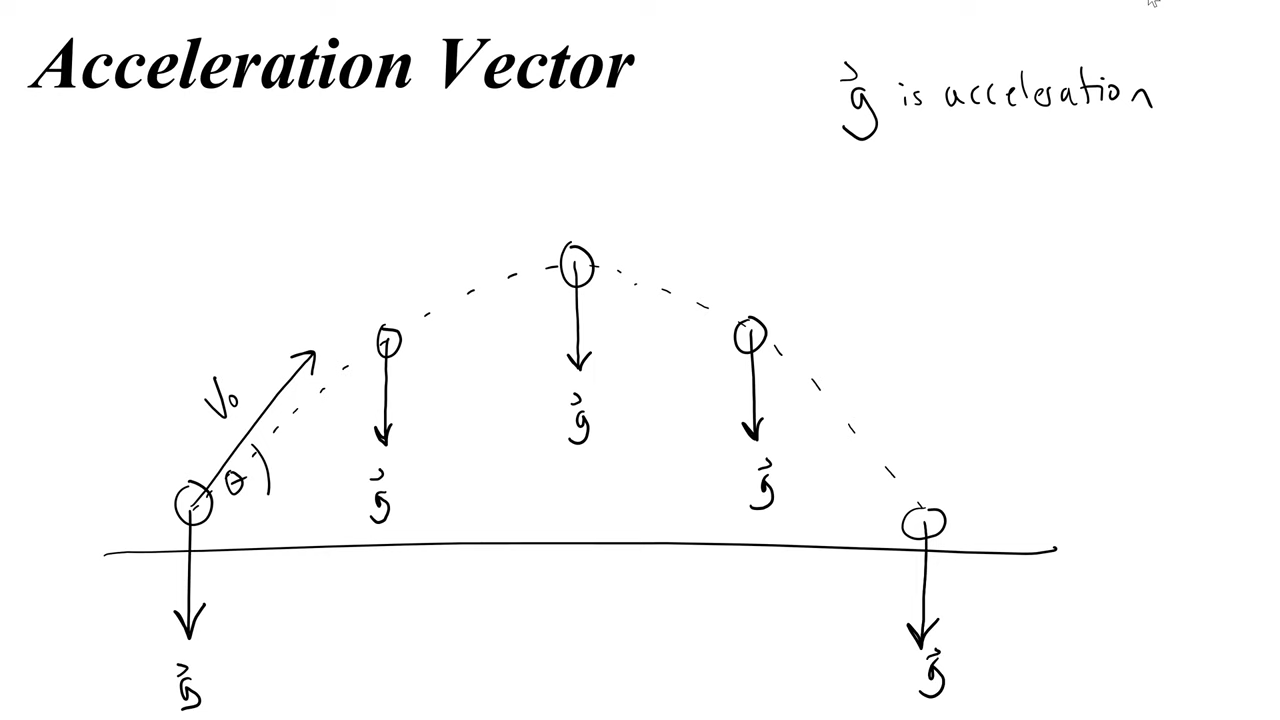 Acceleration Vector
g⃗ is acceleration
V₀
θ
g⃗
g⃗
g⃗
g⃗
g⃗